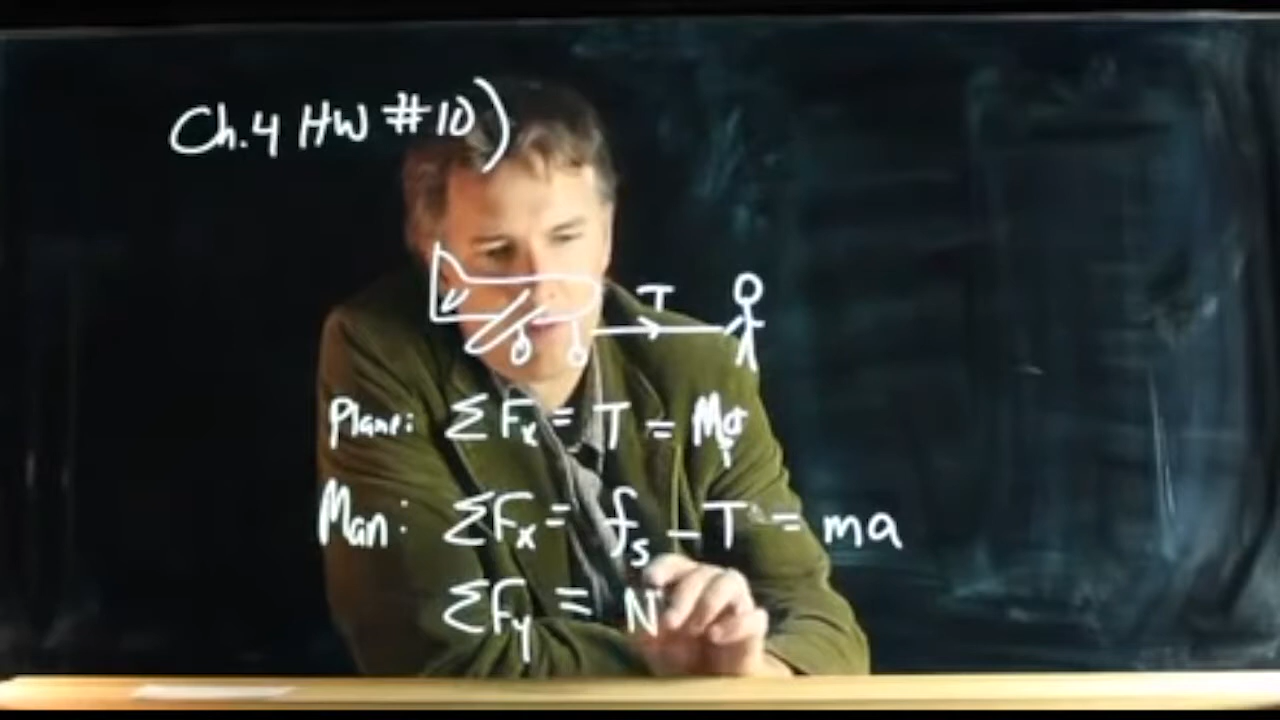 Ch.4 HW #10)
T
Plane: ΣFx = T = Ma
Man: ΣFx = fs - T = ma
ΣFy = N